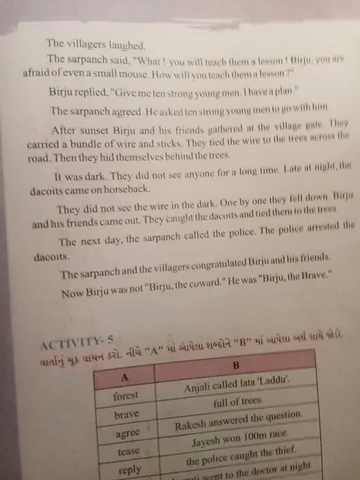 The villagers laughed.
The sarpanch said, "What ! you will teach them a lesson ! Birju, you are
afraid of even a small mouse. How will you teach them a lesson ?"
Birju replied, "Give me ten strong young men. I have a plan."
The sarpanch agreed. He asked ten strong young men to go with him.
After sunset Birju and his friends gathered at the village gate. They
carried a bundle of wire and sticks. They tied the wire to the trees across the
road. Then they hid themselves behind the trees.
It was dark. They did not see anyone for a long time. Late at night, the
dacoits came on horseback.
They did not see the wire in the dark. One by one they fell down. Birju
and his friends came out. They caught the dacoits and tied them to the trees.
The next day, the sarpanch called the police. The police arrested the
dacoits.
The sarpanch and the villagers congratulated Birju and his friends.
Now Birju was not "Birju, the coward." He was "Birju, the Brave."
ACTIVITY- 5
વાર્તાનું મૂક વાચન કરો. નીચે "A" માં આપેલા શબ્દોને "B" માં આપેલા અર્થ સાથે જોડો.
A B
forest Anjali called lata 'Laddu'.
brave full of trees.
agree Rakesh answered the question.
tease Jayesh won 100m race.
reply the police caught the thief.
went to the doctor at night